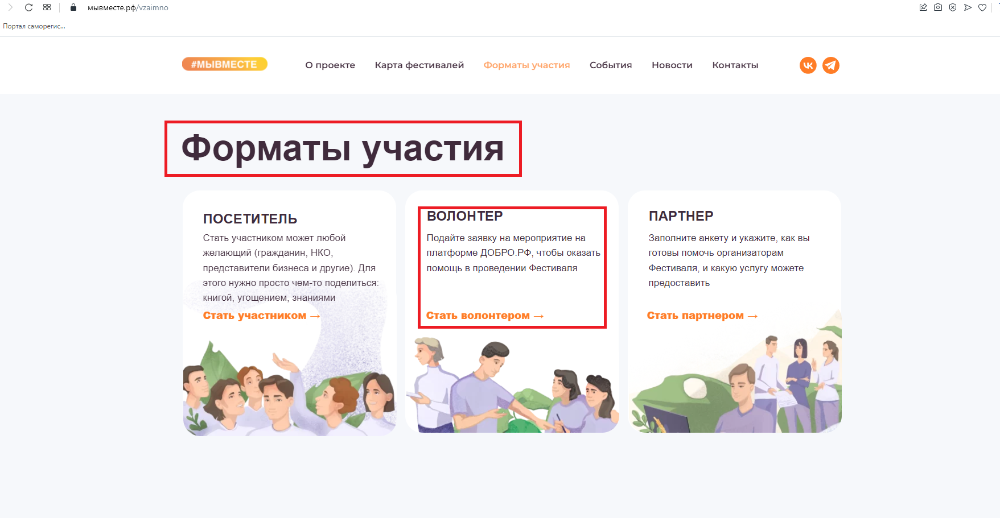 мывместе.рф/vzaimno
Портал саморегис...
#МЫВМЕСТЕ
О проекте
Карта фестивалей
Форматы участия
События
Новости
Контакты
Форматы участия
ПОСЕТИТЕЛЬ
Стать участником может любой
желающий (гражданин, НКО,
представители бизнеса и другие). Для
этого нужно просто чем-то поделиться:
книгой, угощением, знаниями
Стать участником →
ВОЛОНТЕР
Подайте заявку на мероприятие на
платформе ДОБРО.РФ, чтобы оказать
помощь в проведении Фестиваля
Стать волонтером →
ПАРТНЕР
Заполните анкету и укажите, как вы
готовы помочь организаторам
Фестиваля, и какую услугу можете
предоставить
Стать партнером →